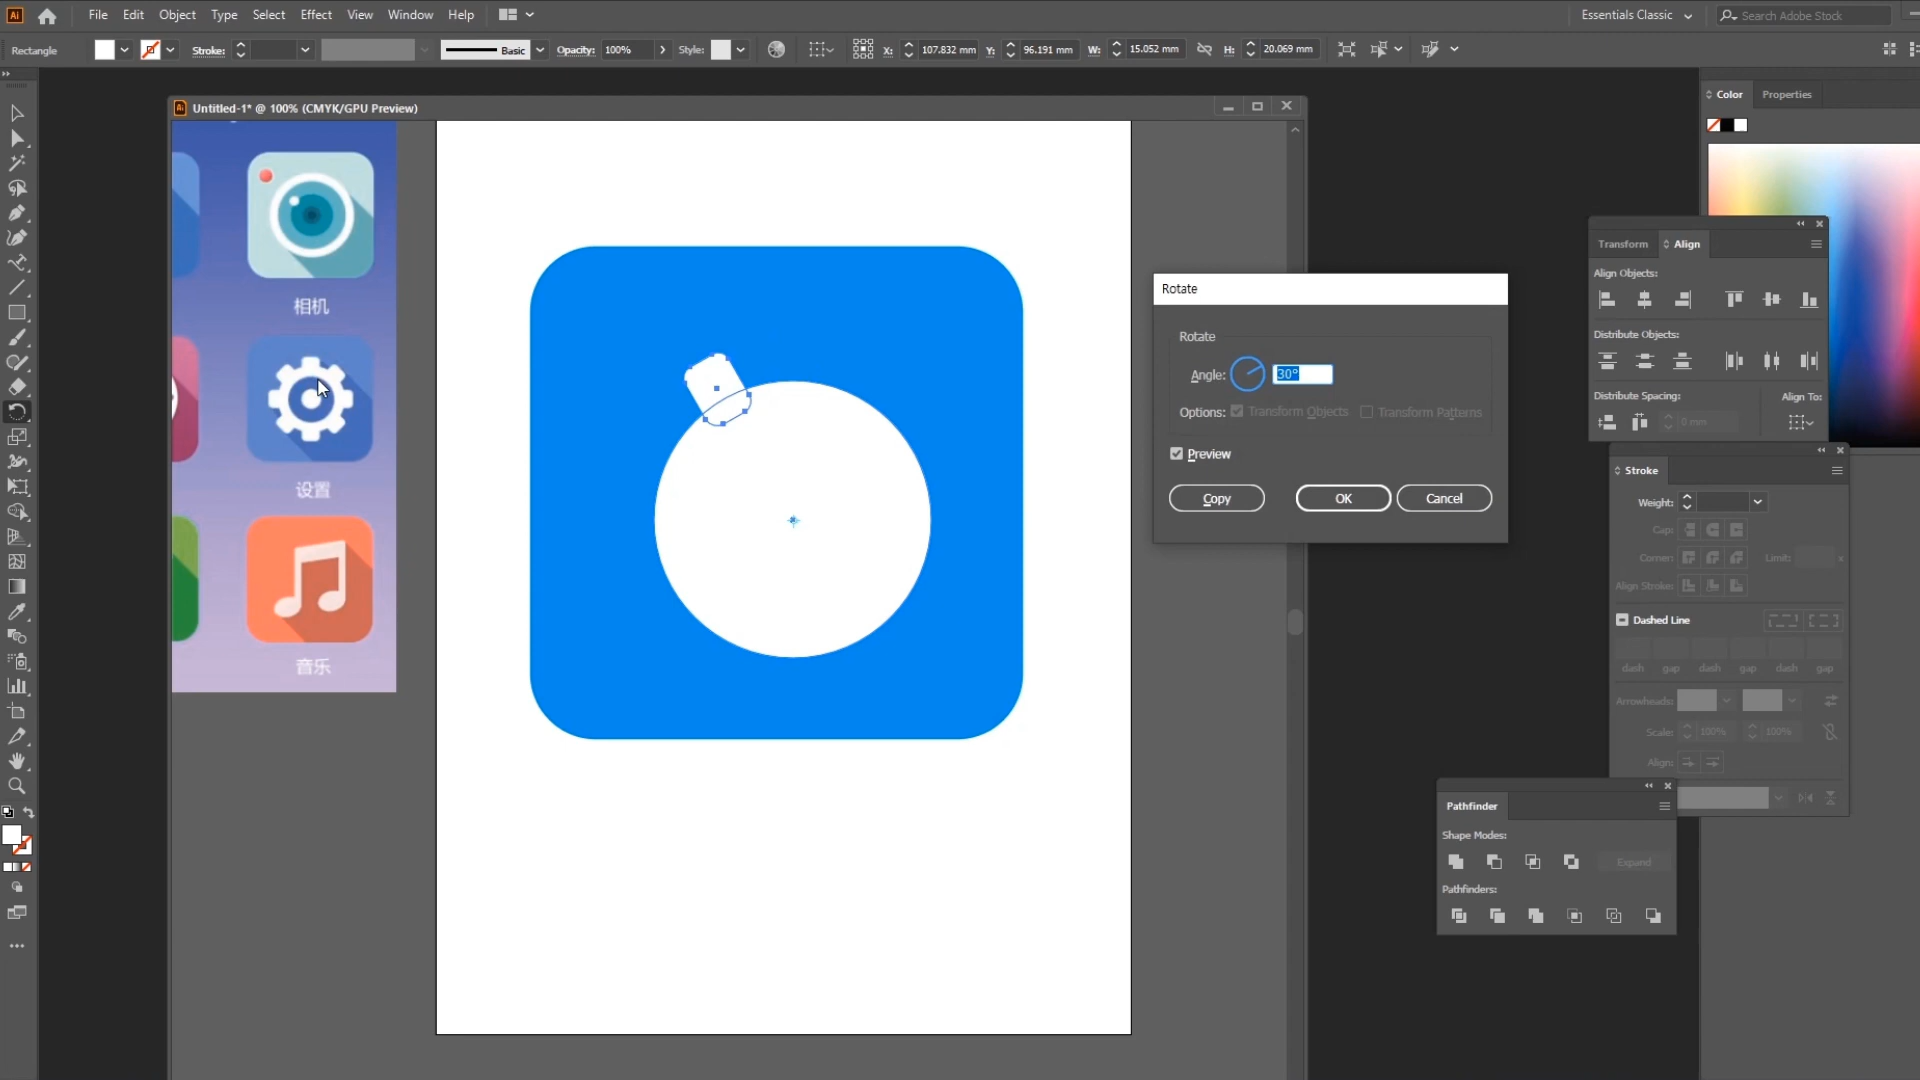 Ai File Edit Object Type Select Effect View Window Help Essentials Classic Search Adobe Stock
Rectangle Stroke: Basic Opacity: 100% Style: X: 107.832 mm Y: 96.191 mm W: 15.052 mm H: 20.069 mm
Ai Untitled-1* @ 100% (CMYK/GPU Preview)
Color Properties
相机
设置
音乐
Rotate
Rotate
Angle: 30°
Options: Transform Objects Transform Patterns
Preview
Copy OK Cancel
Transform Align
Align Objects:
Distribute Objects:
Distribute Spacing: Align To:
0 mm
Stroke
Weight:
Cap:
Corner: Limit: x
Align Stroke:
Dashed Line
dash gap dash gap dash gap
Arrowheads:
Scale: 100% 100%
Align:
Pathfinder
Shape Modes:
Expand
Pathfinders: